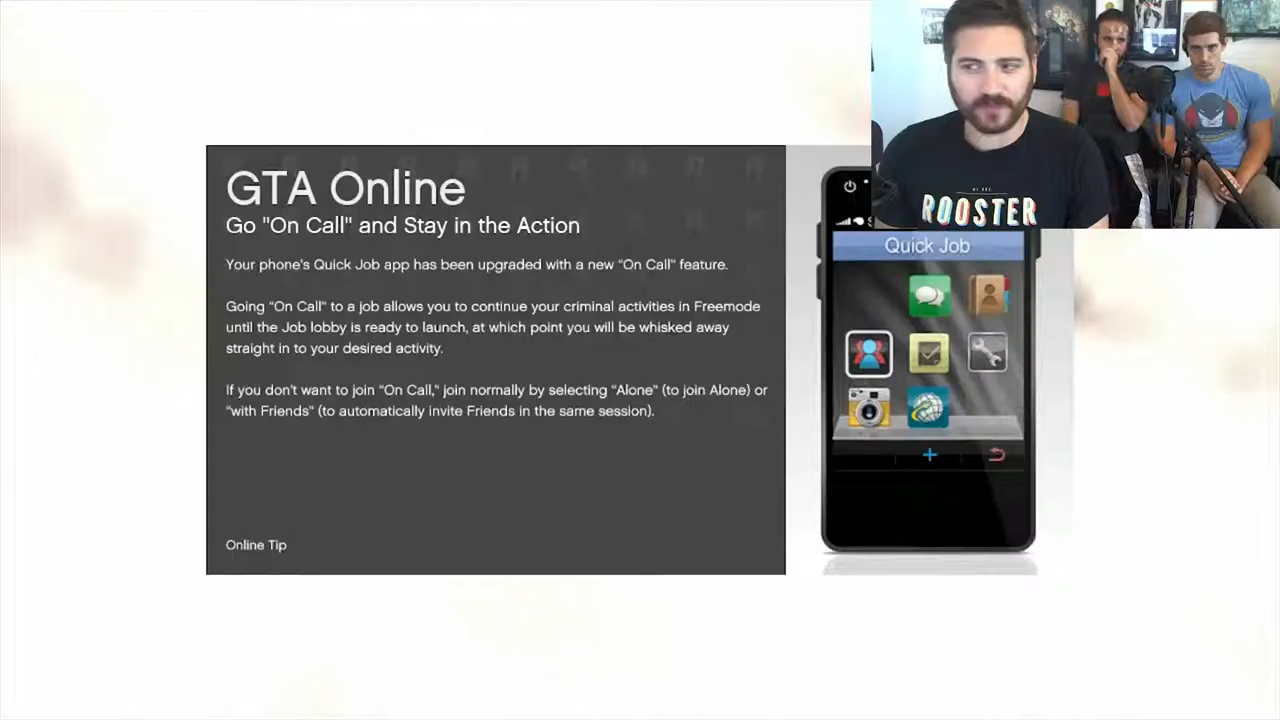 GTA Online
Go "On Call" and Stay in the Action
Your phone's Quick Job app has been upgraded with a new "On Call" feature.
Going "On Call" to a job allows you to continue your criminal activities in Freemode
until the Job lobby is ready to launch, at which point you will be whisked away
straight in to your desired activity.
If you don't want to join "On Call," join normally by selecting "Alone" (to join Alone) or
"with Friends" (to automatically invite Friends in the same session).
Online Tip
Quick Job
ROOSTER